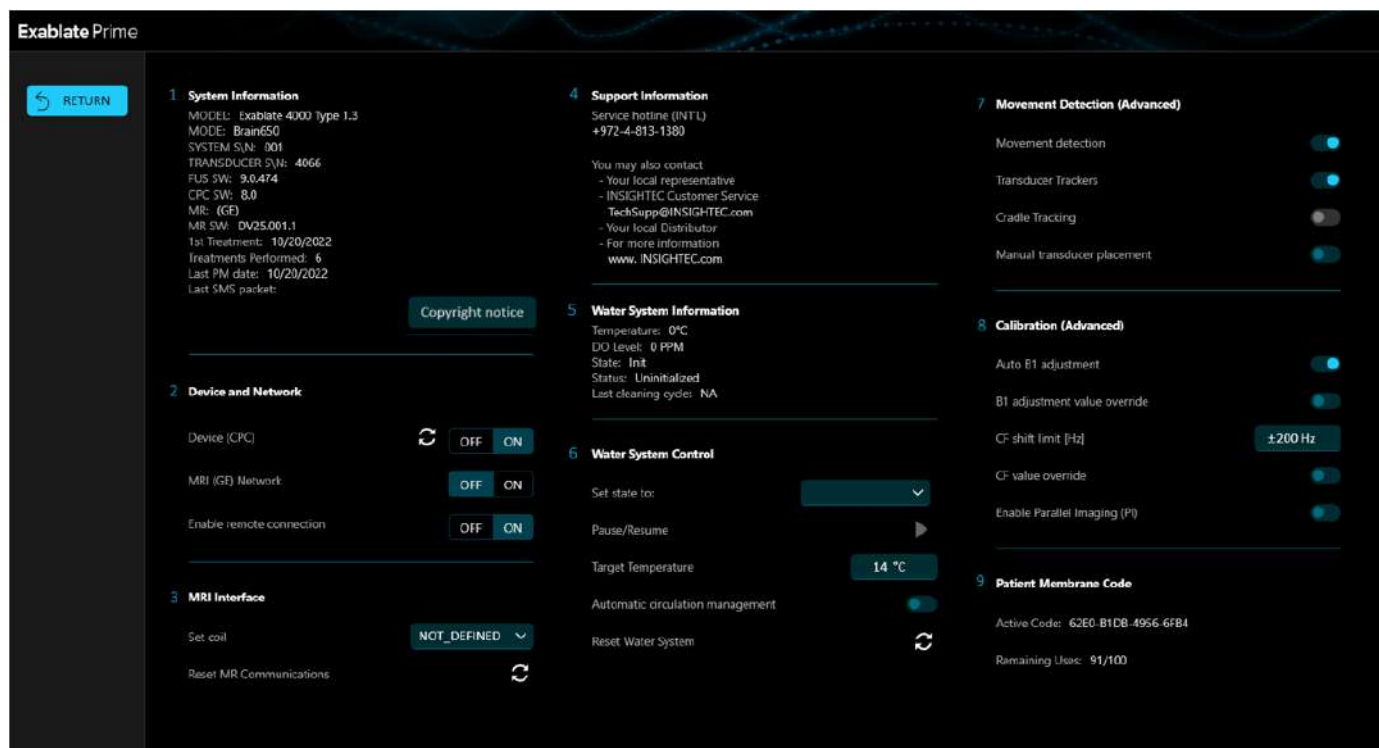 Exablate Prime
RETURN
1 System Information
MODEL: Exablate 4000 Type 1.3
MODE: Brain650
SYSTEM S\N: 001
TRANSDUCER S\N: 4066
FUS SW: 9.0.474
CPC SW: 8.0
MR: (GE)
MR SW: DV25.001.1
1st Treatment: 10/20/2022
Treatments Performed: 6
Last PM date: 10/20/2022
Last SMS packet:
Copyright notice
2 Device and Network
Device (CPC) OFF ON
MRI (GE) Network OFF ON
Enable remote connection OFF ON
3 MRI Interface
Set coil NOT_DEFINED
Reset MR Communications
4 Support Information
Service hotline (INT'L)
+972-4-813-1380
You may also contact
- Your local representative
- INSIGHTEC Customer Service
TechSupp@INSIGHTEC.com
- Your local Distributor
- For more information
www. INSIGHTEC.com
5 Water System Information
Temperature: 0°C
DO Level: 0 PPM
State: Init
Status: Uninitialized
Last cleaning cycle: NA
6 Water System Control
Set state to:
Pause/Resume
Target Temperature 14 °C
Automatic circulation management
Reset Water System
7 Movement Detection (Advanced)
Movement detection
Transducer Trackers
Cradle Tracking
Manual transducer placement
8 Calibration (Advanced)
Auto B1 adjustment
B1 adjustment value override
CF shift limit [Hz] ±200 Hz
CF value override
Enable Parallel Imaging (PI)
9 Patient Membrane Code
Active Code: 62E0-B1DB-4956-6FB4
Remaining Uses: 91/100